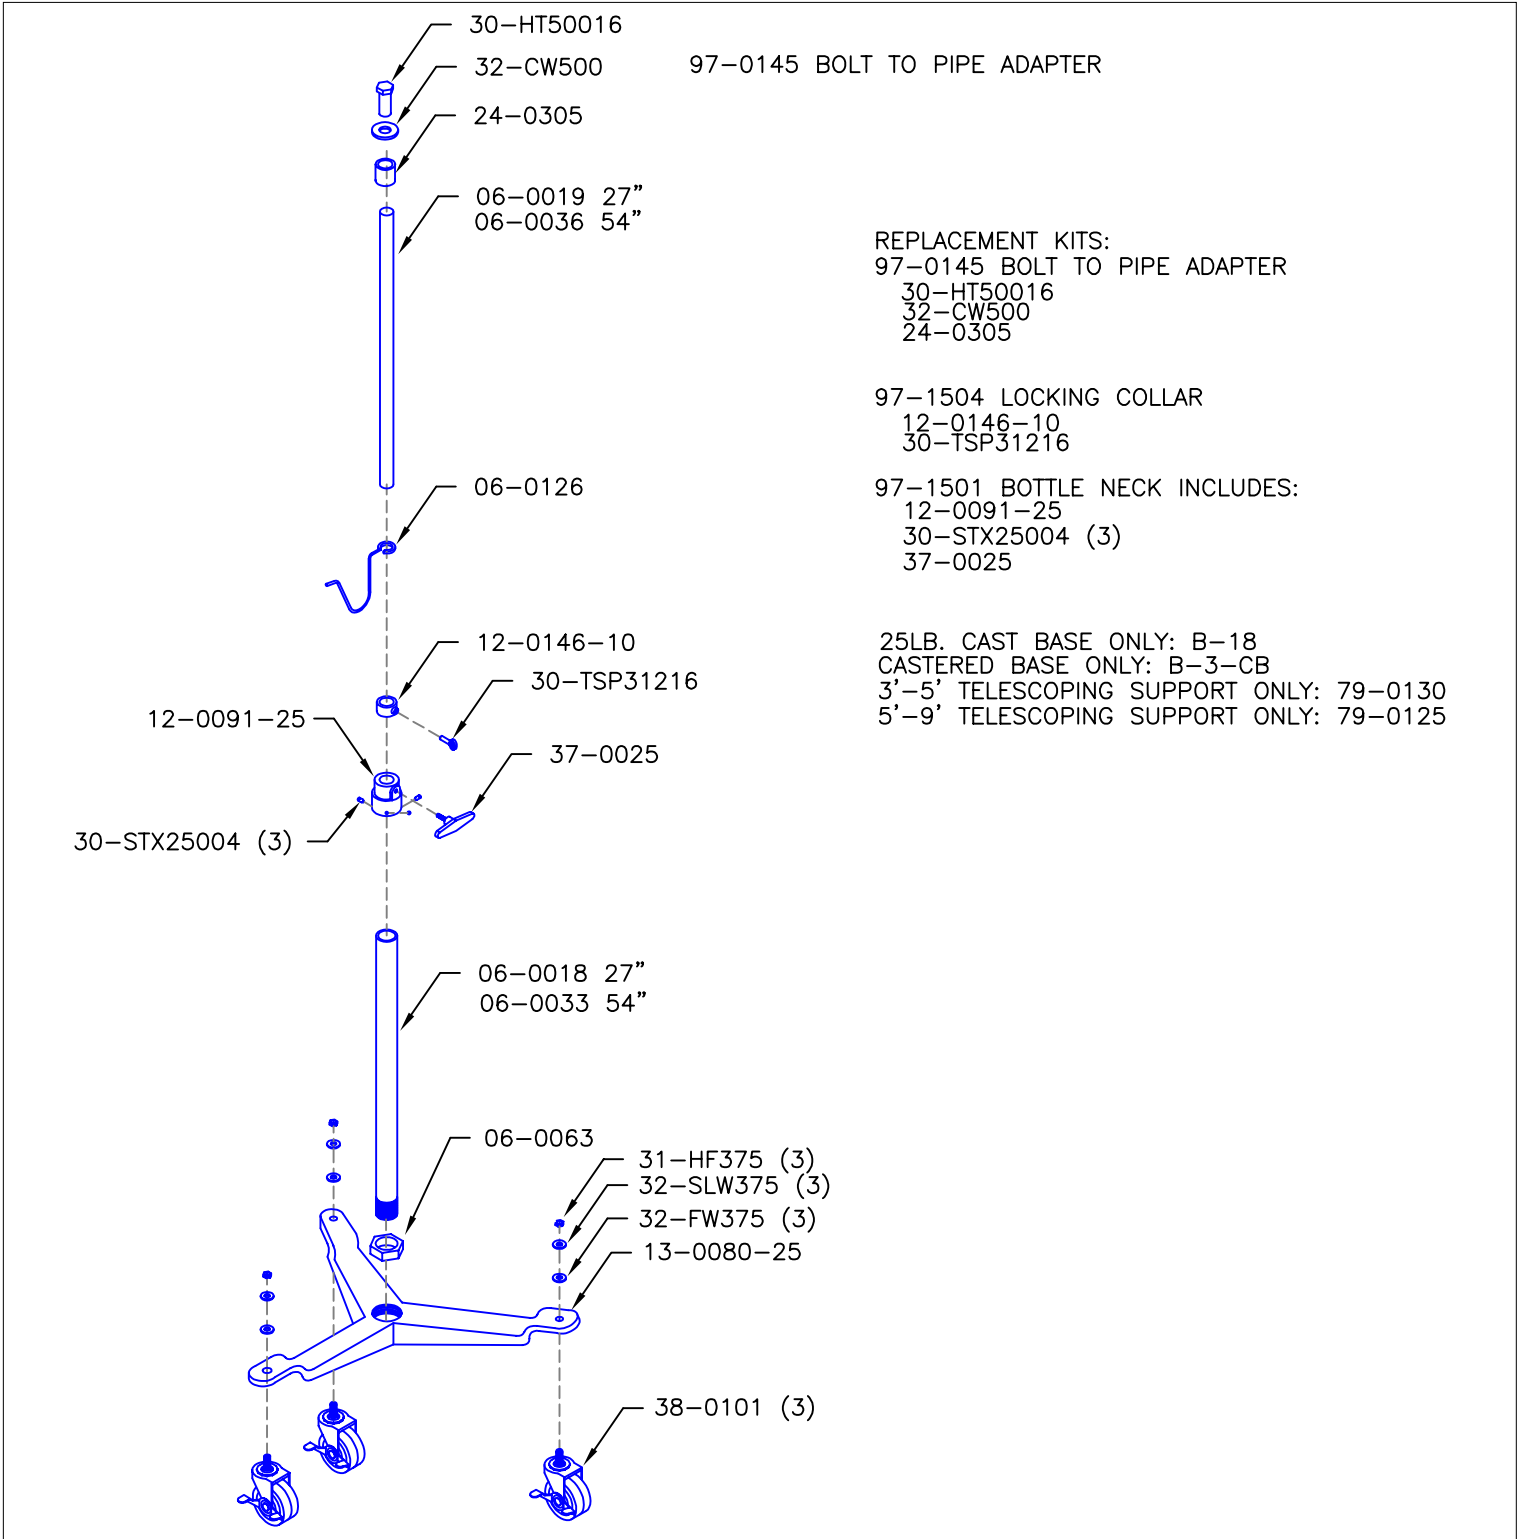 30-HT50016
32-CW500
97-0145 BOLT TO PIPE ADAPTER
24-0305
06-0019 27"
06-0036 54"
REPLACEMENT KITS:
97-0145 BOLT TO PIPE ADAPTER
30-HT50016
32-CW500
24-0305
97-1504 LOCKING COLLAR
12-0146-10
30-TSP31216
97-1501 BOTTLE NECK INCLUDES:
12-0091-25
30-STX25004 (3)
37-0025
25LB. CAST BASE ONLY: B-18
CASTERED BASE ONLY: B-3-CB
3'-5' TELESCOPING SUPPORT ONLY: 79-0130
5'-9' TELESCOPING SUPPORT ONLY: 79-0125
06-0126
12-0146-10
30-TSP31216
12-0091-25
37-0025
30-STX25004 (3)
06-0018 27"
06-0033 54"
06-0063
31-HF375 (3)
32-SLW375 (3)
32-FW375 (3)
13-0080-25
38-0101 (3)